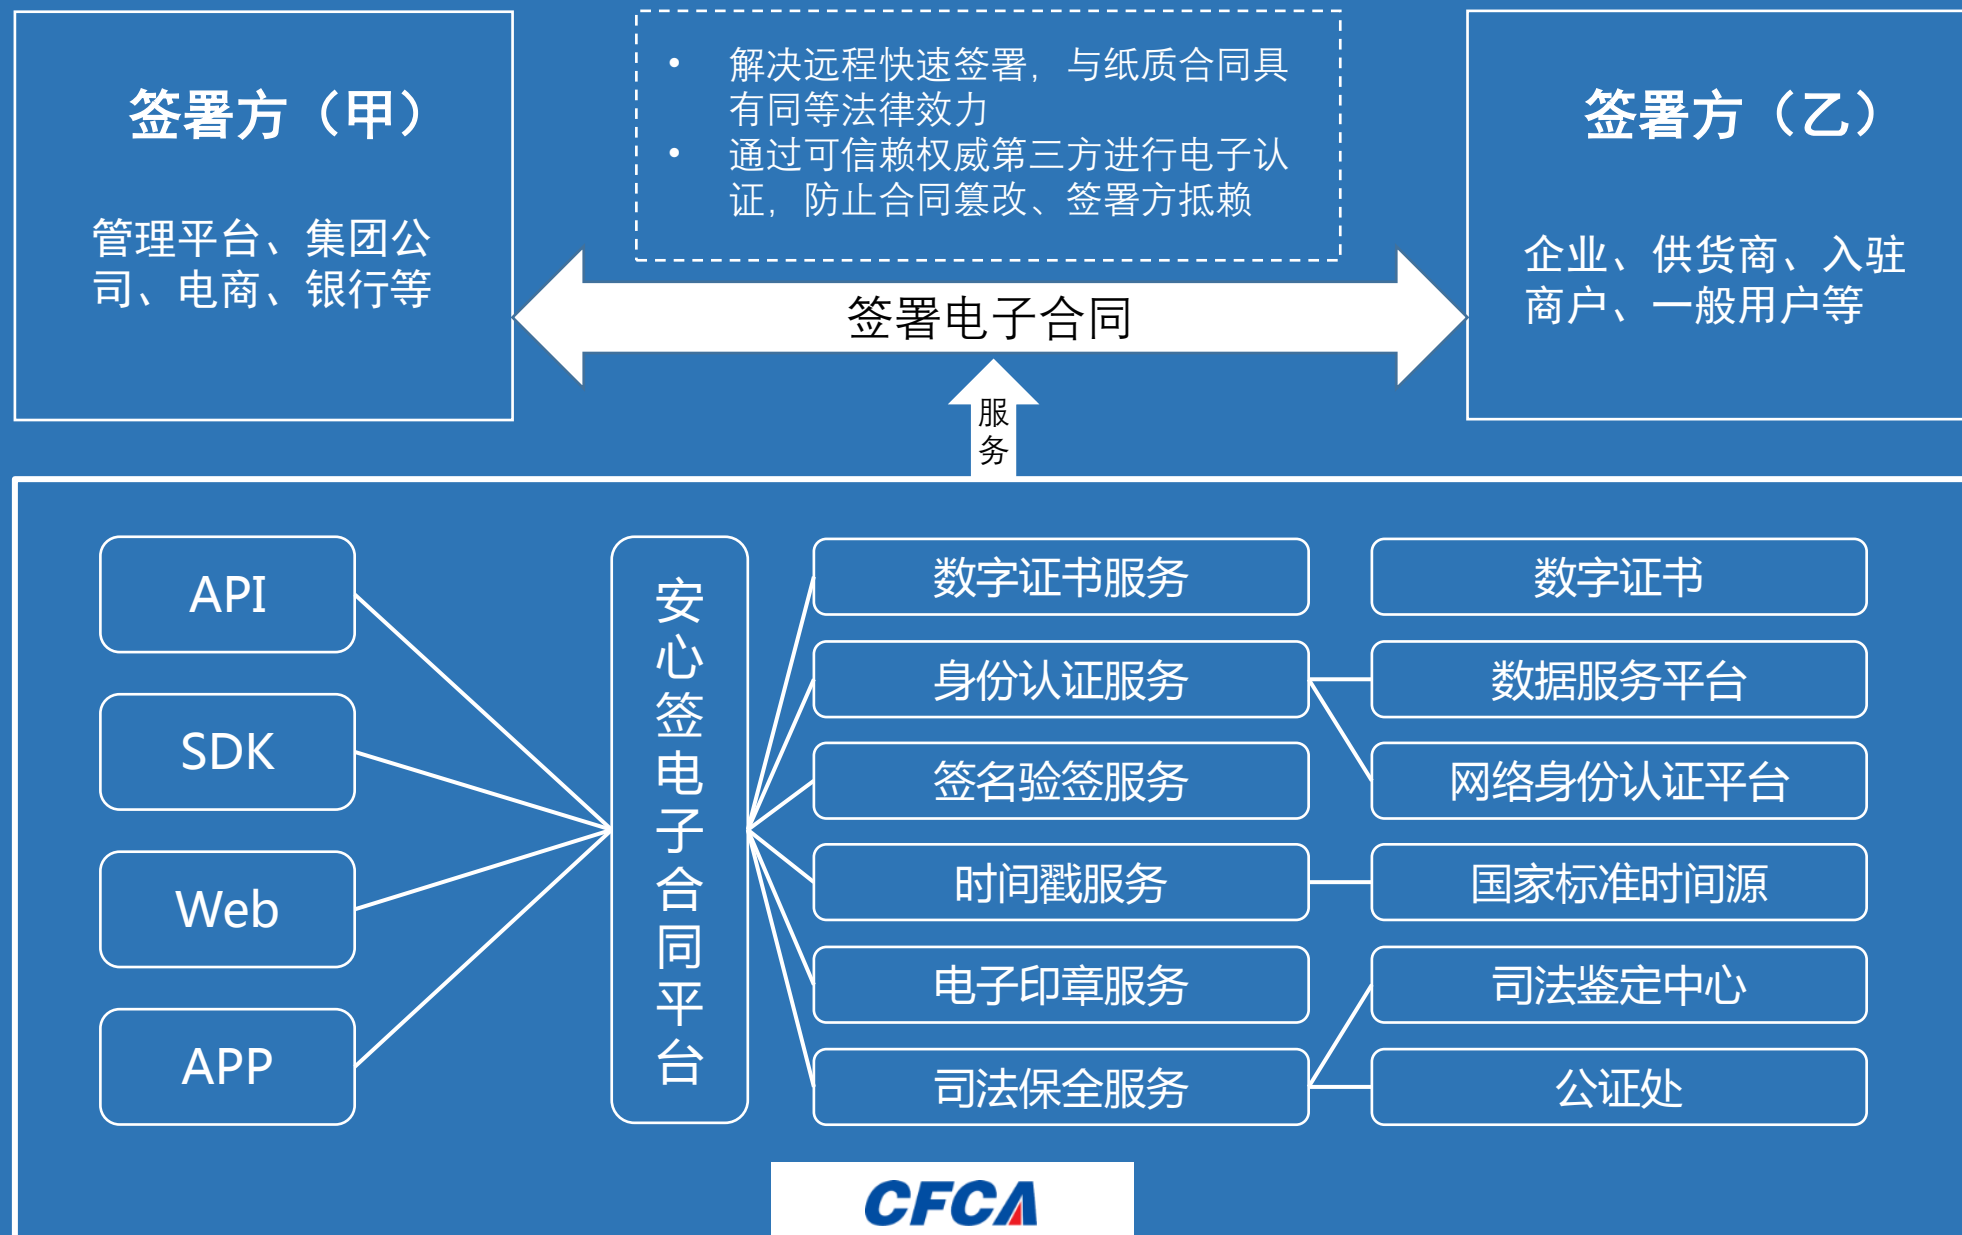 签署方（甲）
管理平台、集团公
司、电商、银行等
• 解决远程快速签署，与纸质合同具
有同等法律效力
• 通过可信赖权威第三方进行电子认
证，防止合同篡改、签署方抵赖
签署方（乙）
企业、供货商、入驻
商户、一般用户等
签署电子合同
服务
API
SDK
Web
APP
安心签电子合同平台
数字证书服务
身份认证服务
签名验签服务
时间戳服务
电子印章服务
司法保全服务
数字证书
数据服务平台
网络身份认证平台
国家标准时间源
司法鉴定中心
公证处
CFCA